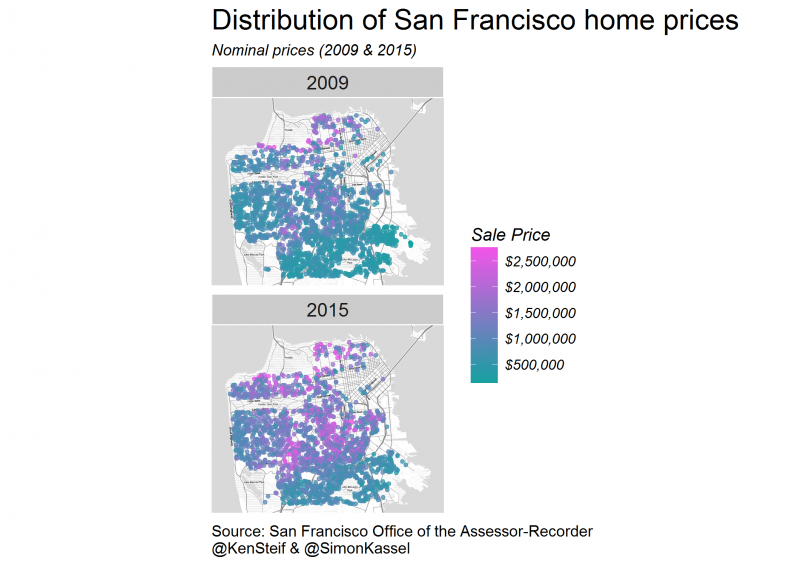 Distribution of San Francisco home prices
Nominal prices (2009 & 2015)
2009
2015
Sale Price
$2,500,000
$2,000,000
$1,500,000
$1,000,000
$500,000
Source: San Francisco Office of the Assessor-Recorder
@KenSteif & @SimonKassel